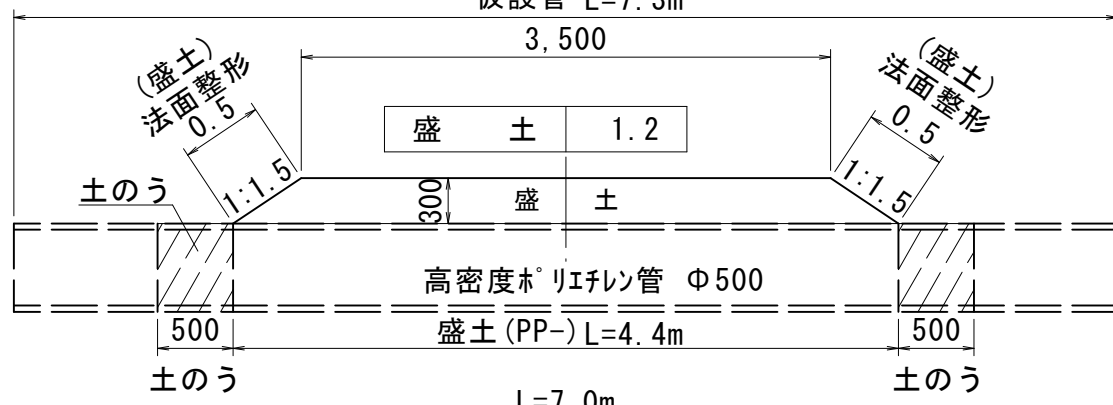 仮設管 L=7.3m
3,500
(盛土)
法面整形
0.5
(盛土)
法面整形
0.5
盛 土 1.2
1:1.5
1:1.5
土のう
300
盛 土
高密度ポリエチレン管 Φ500
500
盛土(PP-)L=4.4m
500
土のう
土のう
L=7.0m